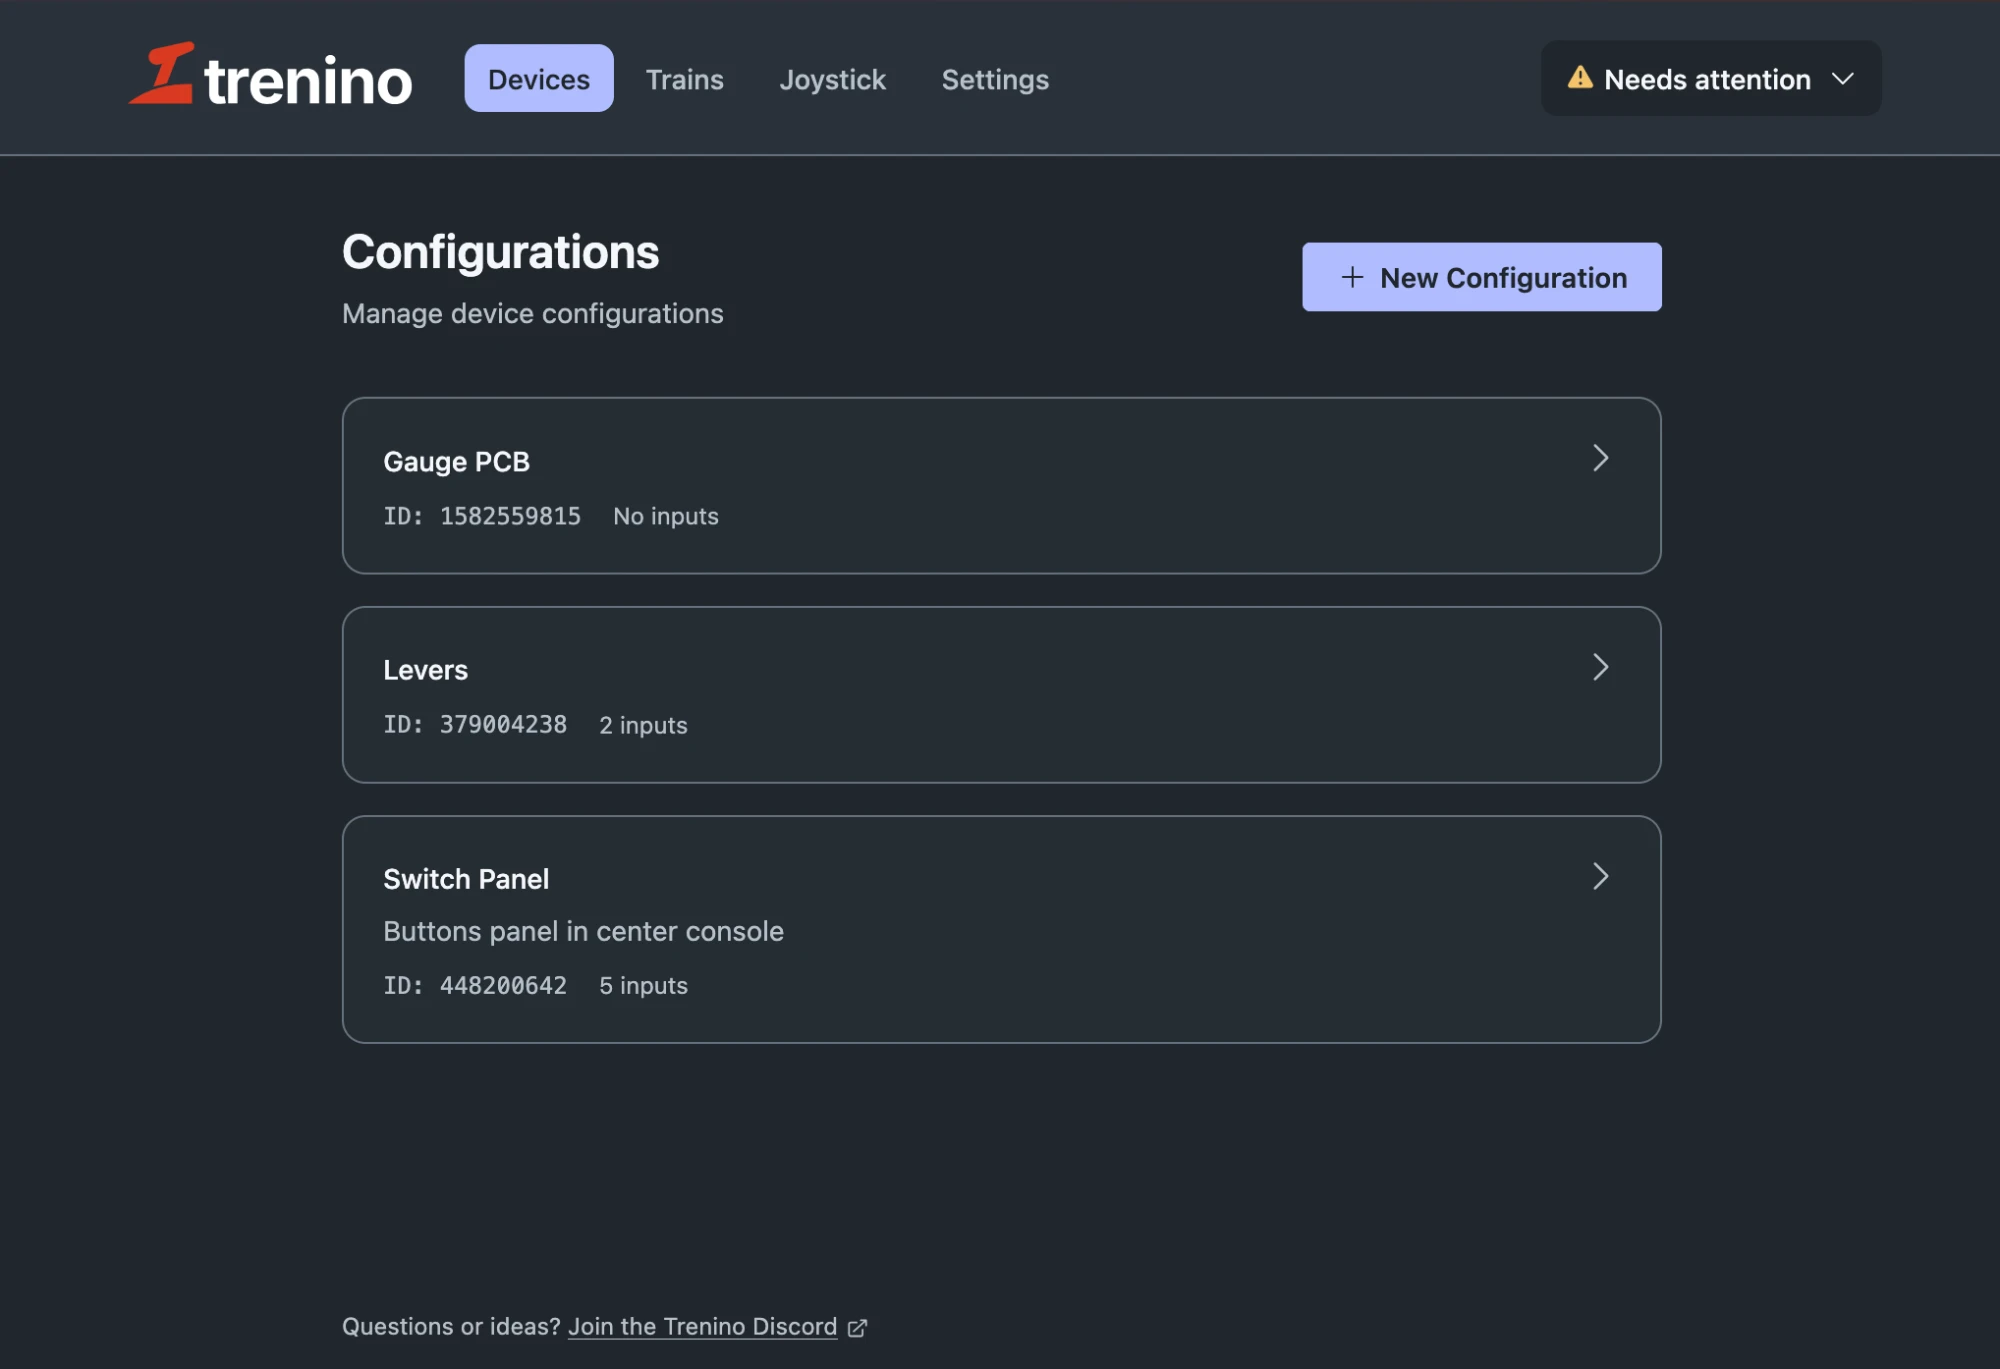 trenino
Devices
Trains
Joystick
Settings
Needs attention
Configurations
Manage device configurations
New Configuration
Gauge PCB
ID: 1582559815 No inputs
Levers
ID: 379004238 2 inputs
Switch Panel
Buttons panel in center console
ID: 448200642 5 inputs
Questions or ideas? Join the Trenino Discord